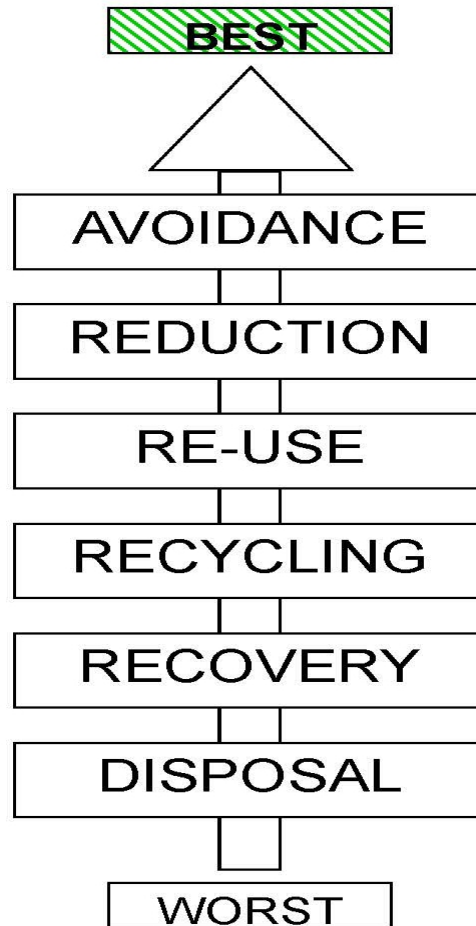 BEST
AVOIDANCE
REDUCTION
RE-USE
RECYCLING
RECOVERY
DISPOSAL
WORST